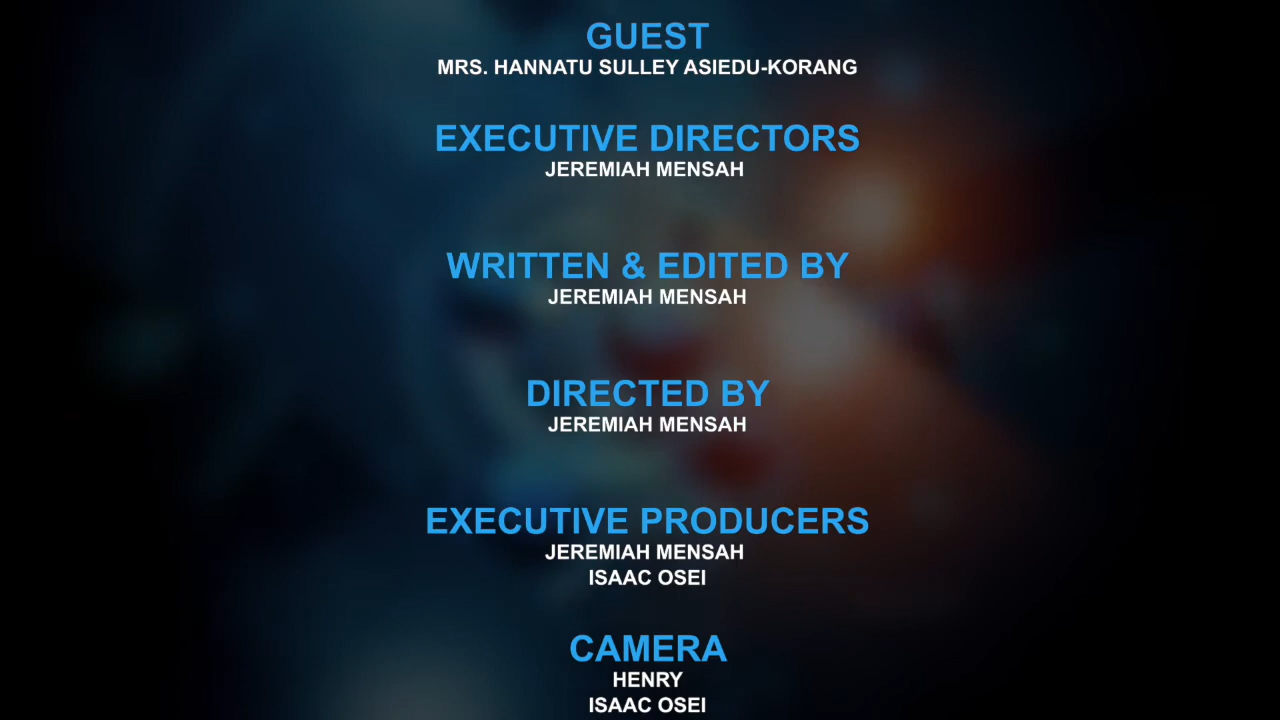 GUEST
MRS. HANNATU SULLEY ASIEDU-KORANG
EXECUTIVE DIRECTORS
JEREMIAH MENSAH
WRITTEN & EDITED BY
JEREMIAH MENSAH
DIRECTED BY
JEREMIAH MENSAH
EXECUTIVE PRODUCERS
JEREMIAH MENSAH
ISAAC OSEI
CAMERA
HENRY
ISAAC OSEI